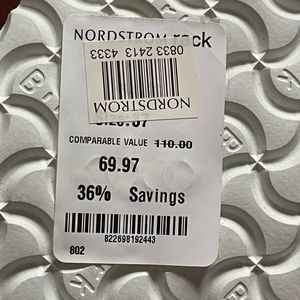 NORDSTROM rack
0833 2413 4333
NORDSTROM
COMPARABLE VALUE 110.00
69.97
36% Savings
822698192443
802